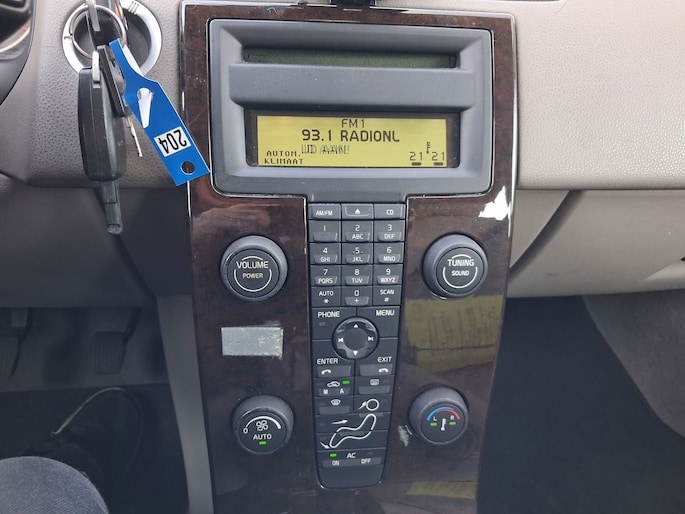 204
FM1
93.1 RADIONL
AUTOM.
KLIMAAT
21 21
AM/FM
CD
1
2
ABC
3
DEF
4
GHI
5
JKL
6
MNO
7
PQRS
8
TUV
9
WXYZ
AUTO
*
0
+
SCAN
#
VOLUME
POWER
TUNING
SOUND
PHONE
MENU
ENTER
EXIT
M A
0
AUTO
L R
AC
ON
OFF